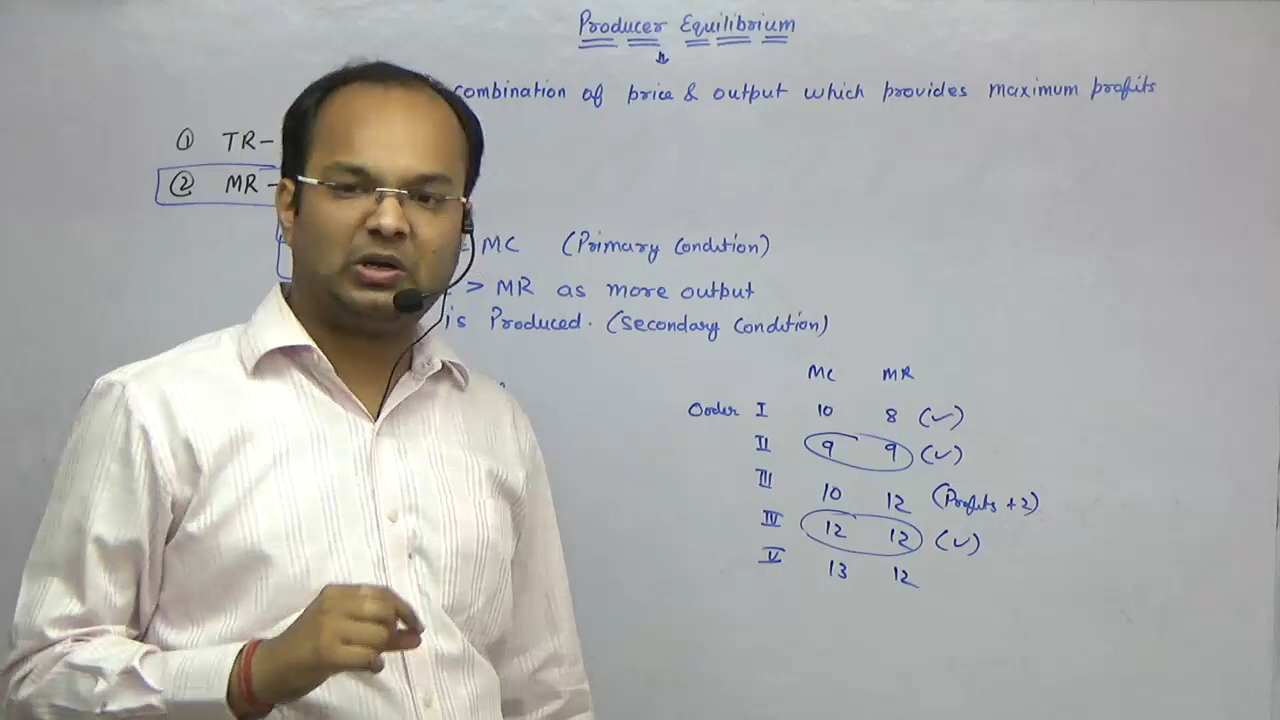 Producer Equilibrium
combination of price & output which provides maximum profits
① TR-
② MR-
= MC (Primary Condition)
> MR as more output
is Produced. (Secondary Condition)
MC MR
Order I 10 8 (✓)
II 9 9 (✓)
III 10 12 (Profits +2)
IV 12 12 (✓)
V 13 12